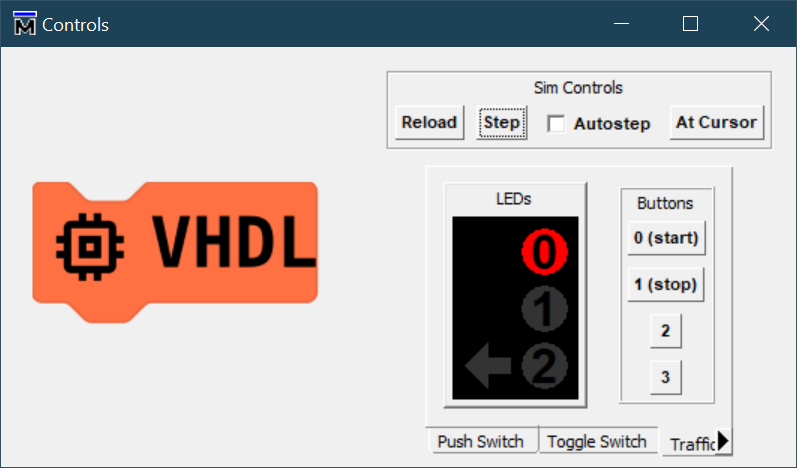 Controls
Sim Controls
Reload
Step
Autostep
At Cursor
VHDL
LEDs
0
1
2
Buttons
0 (start)
1 (stop)
2
3
Push Switch
Toggle Switch
Traffic